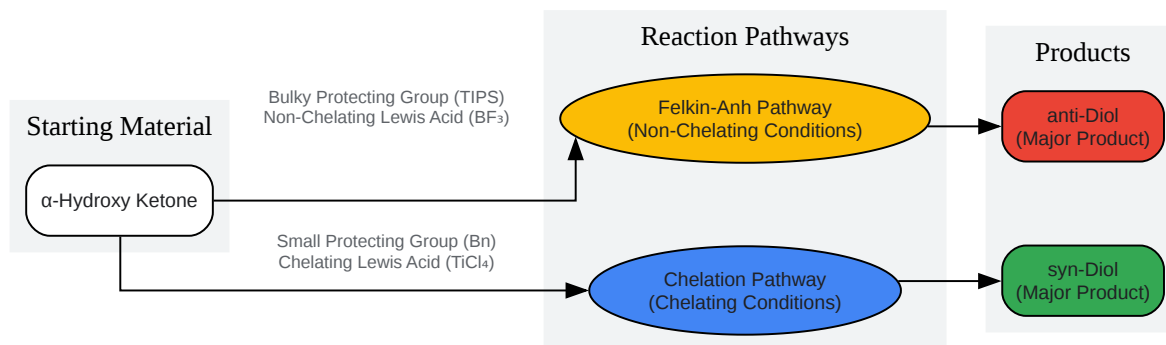 Reaction Pathways
Products
Starting Material
Bulky Protecting Group (TIPS)
Non-Chelating Lewis Acid (BF₃)
Felkin-Anh Pathway
(Non-Chelating Conditions)
anti-Diol
(Major Product)
α-Hydroxy Ketone
Small Protecting Group (Bn)
Chelating Lewis Acid (TiCl₄)
Chelation Pathway
(Chelating Conditions)
syn-Diol
(Major Product)